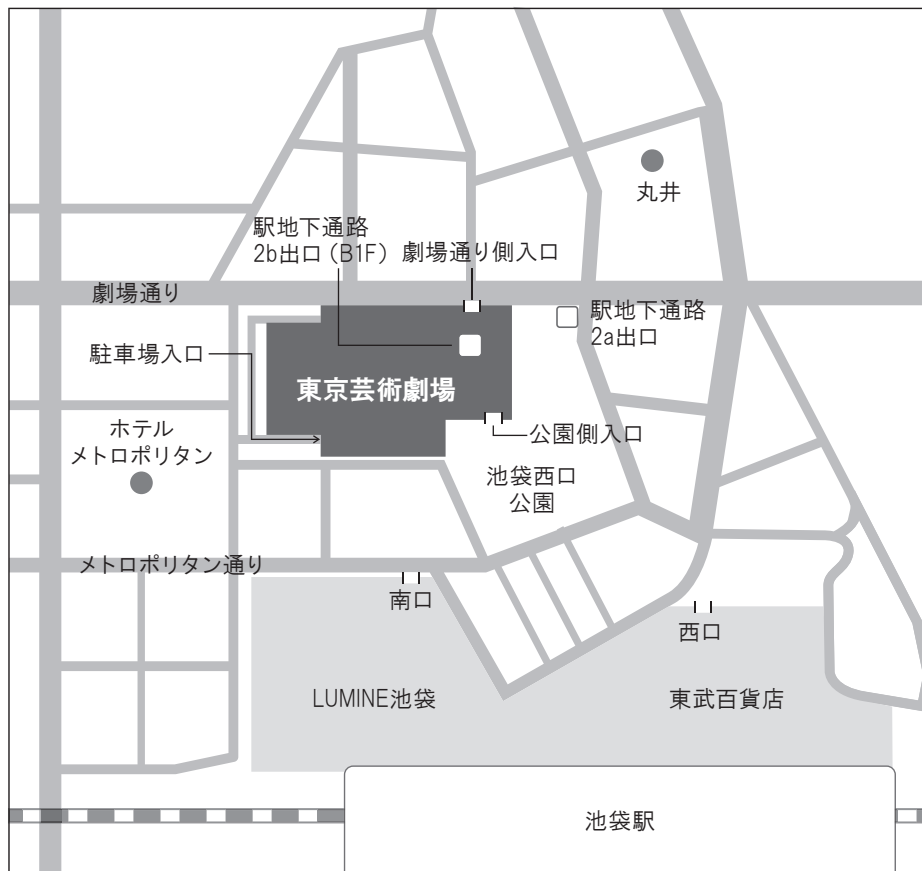 丸井
駅地下通路
2b出口 (B1F)
劇場通り側入口
劇場通り
駅地下通路
2a出口
駐車場入口
東京芸術劇場
ホテル
メトロポリタン
公園側入口
池袋西口
公園
メトロポリタン通り
南口
西口
LUMINE池袋
東武百貨店
池袋駅